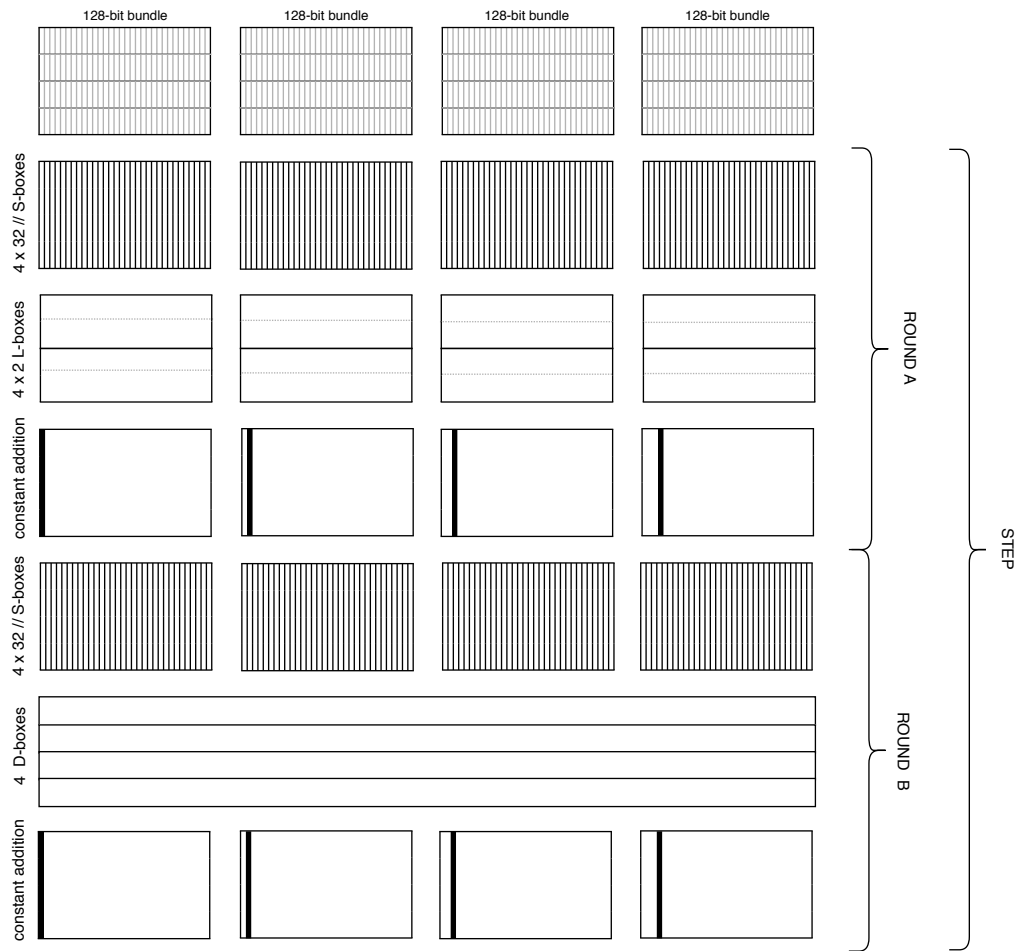 128-bit bundle
128-bit bundle
128-bit bundle
128-bit bundle
4 x 32 // S-boxes
4 x 2 L-boxes
constant addition
ROUND A
4 x 32 // S-boxes
4 D-boxes
constant addition
ROUND B
STEP